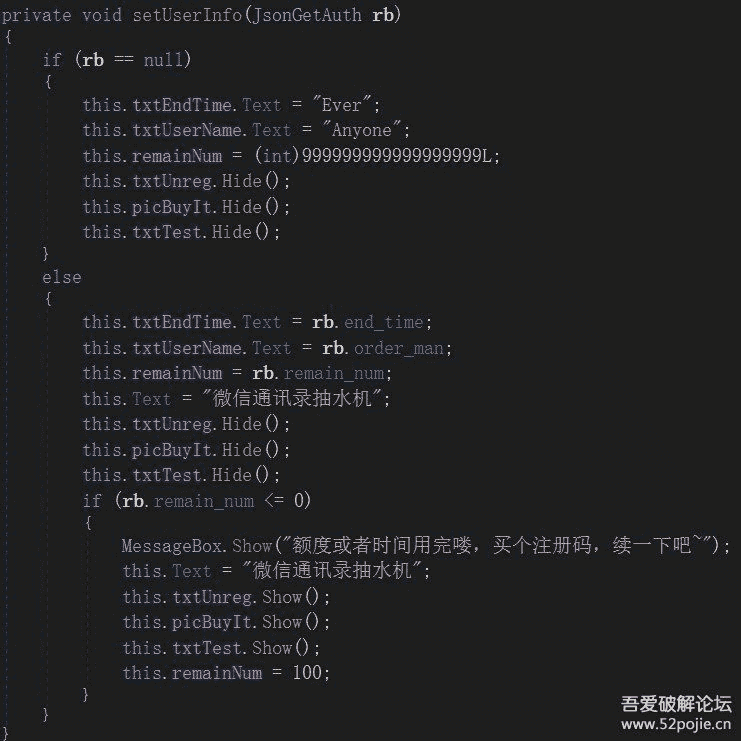 private void setUserInfo(JsonGetAuth rb)
{
    if (rb == null)
    {
        this.txtEndTime.Text = "Ever";
        this.txtUserName.Text = "Anyone";
        this.remainNum = (int)999999999999999999L;
        this.txtUnreg.Hide();
        this.picBuyIt.Hide();
        this.txtTest.Hide();
    }
    else
    {
        this.txtEndTime.Text = rb.end_time;
        this.txtUserName.Text = rb.order_man;
        this.remainNum = rb.remain_num;
        this.Text = "微信通讯录抽水机";
        this.txtUnreg.Hide();
        this.picBuyIt.Hide();
        this.txtTest.Hide();
        if (rb.remain_num <= 0)
        {
            MessageBox.Show("额度或者时间用完喽，买个注册码，续一下吧~");
            this.Text = "微信通讯录抽水机";
            this.txtUnreg.Show();
            this.picBuyIt.Show();
            this.txtTest.Show();
            this.remainNum = 100;
        }
    }
}
吾爱破解论坛
www.52pojie.cn